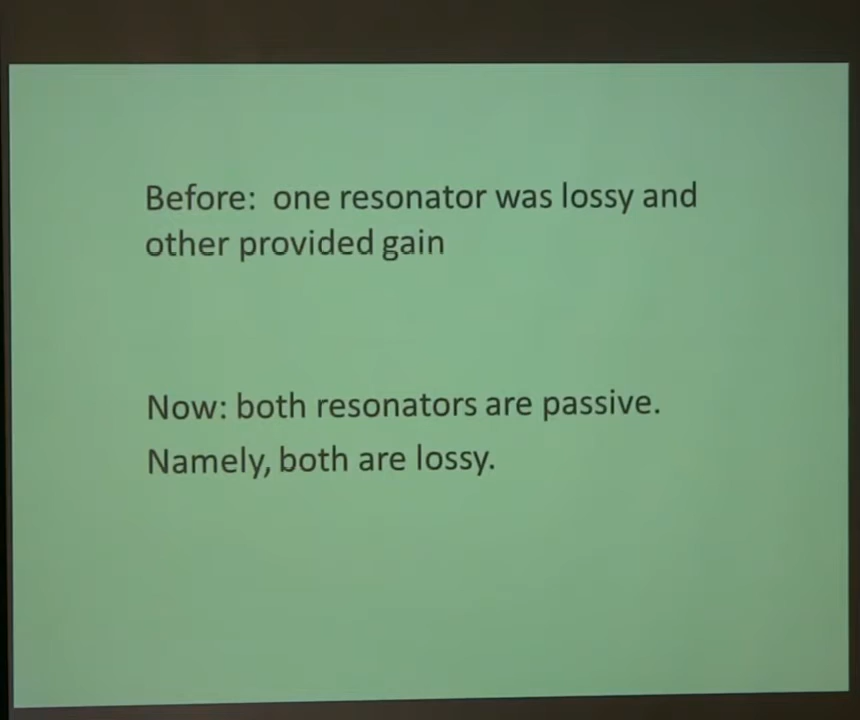 Before: one resonator was lossy and
other provided gain
Now: both resonators are passive.
Namely, both are lossy.